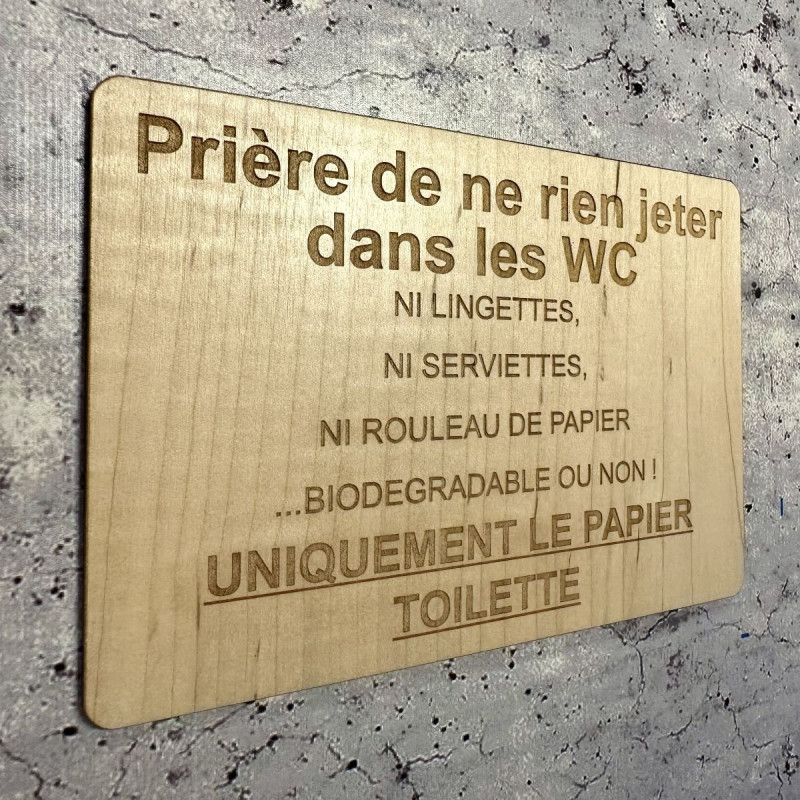 Prière de ne rien jeter
dans les WC
NI LINGETTES,
NI SERVIETTES,
NI ROULEAU DE PAPIER
...BIODEGRADABLE OU NON !
UNIQUEMENT LE PAPIER
TOILETTE